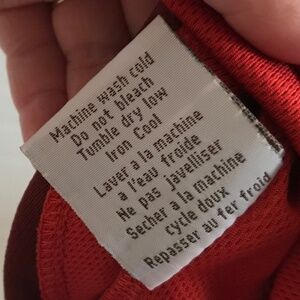 Machine wash cold
Do not bleach
Tumble dry low
Iron Cool
Laver a la machine
a l'eau froide
Ne pas javelliser
Secher a la machine
cycle doux
Repasser au fer froid